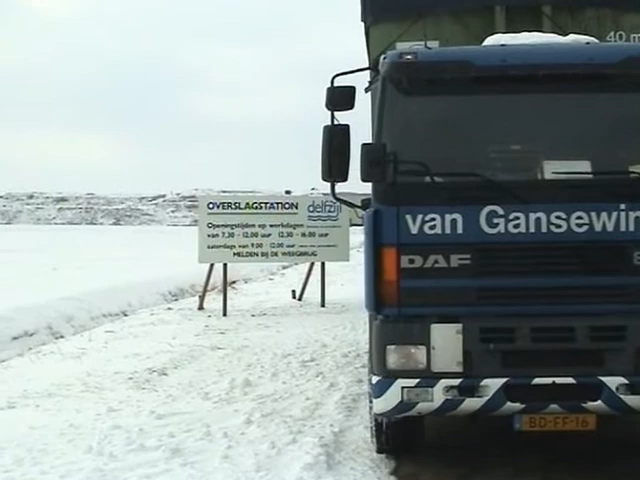 40 m
OVERSLAGSTATION delfzijl
Openingstijden op werkdagen
van 7.30 - 12.00 uur 12.30 - 16.00 uur
zaterdags van 9.00 - 12.00 uur
MELDEN BIJ DE WEEGBRUG
van Gansewin
DAF
BD-FF-16